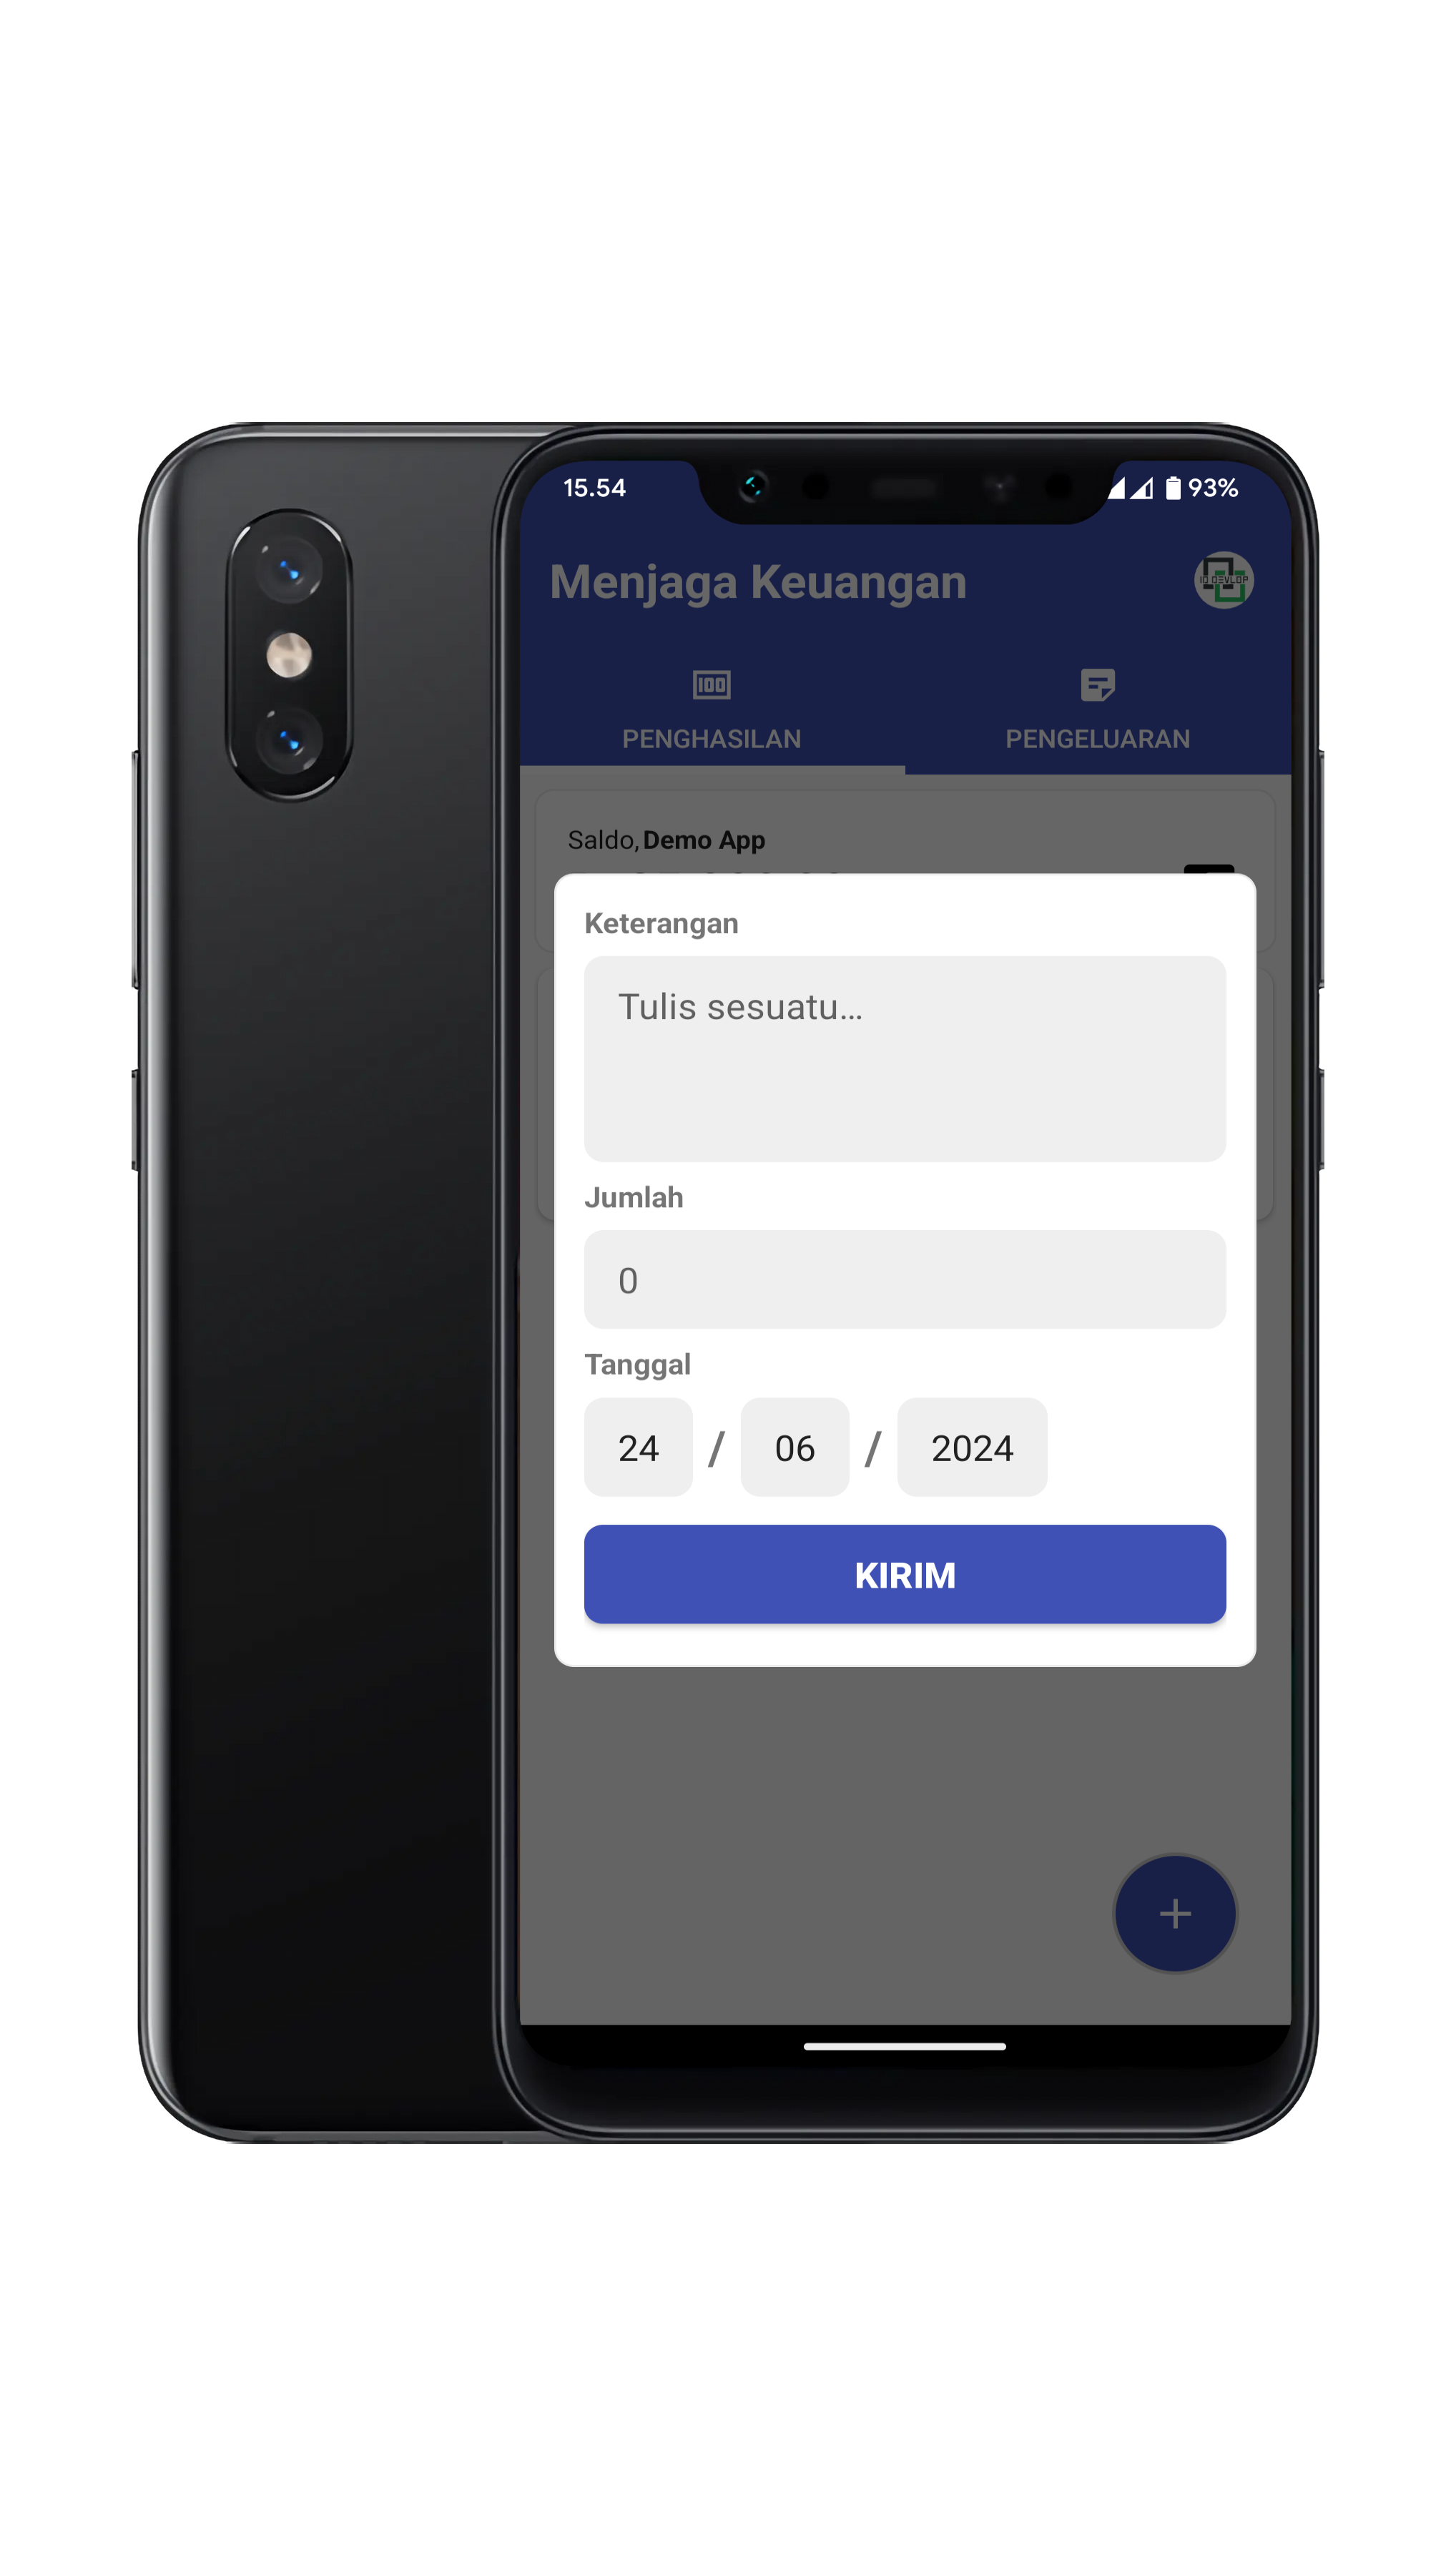 15.54
93%
Menjaga Keuangan
ID DEVLOP
100
PENGHASILAN
PENGELUARAN
Saldo, Demo App
Keterangan
Tulis sesuatu...
Jumlah
0
Tanggal
24 / 06 / 2024
KIRIM